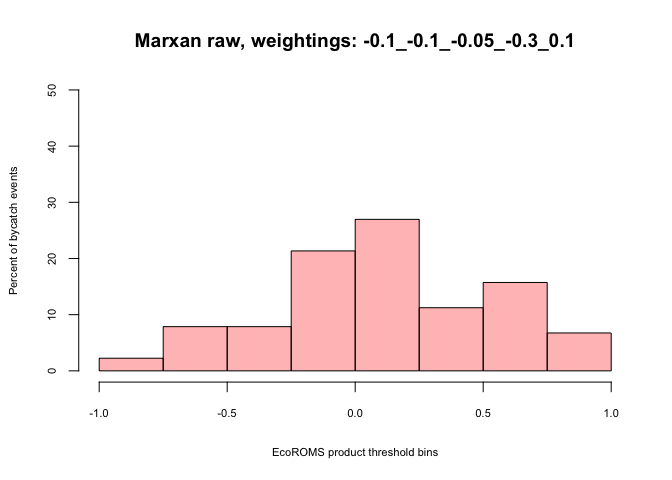 Marxan raw, weightings: -0.1_-0.1_-0.05_-0.3_0.1
50
40
30
20
10
0
Percent of bycatch events
-1.0 -0.5 0.0 0.5 1.0
EcoROMS product threshold bins